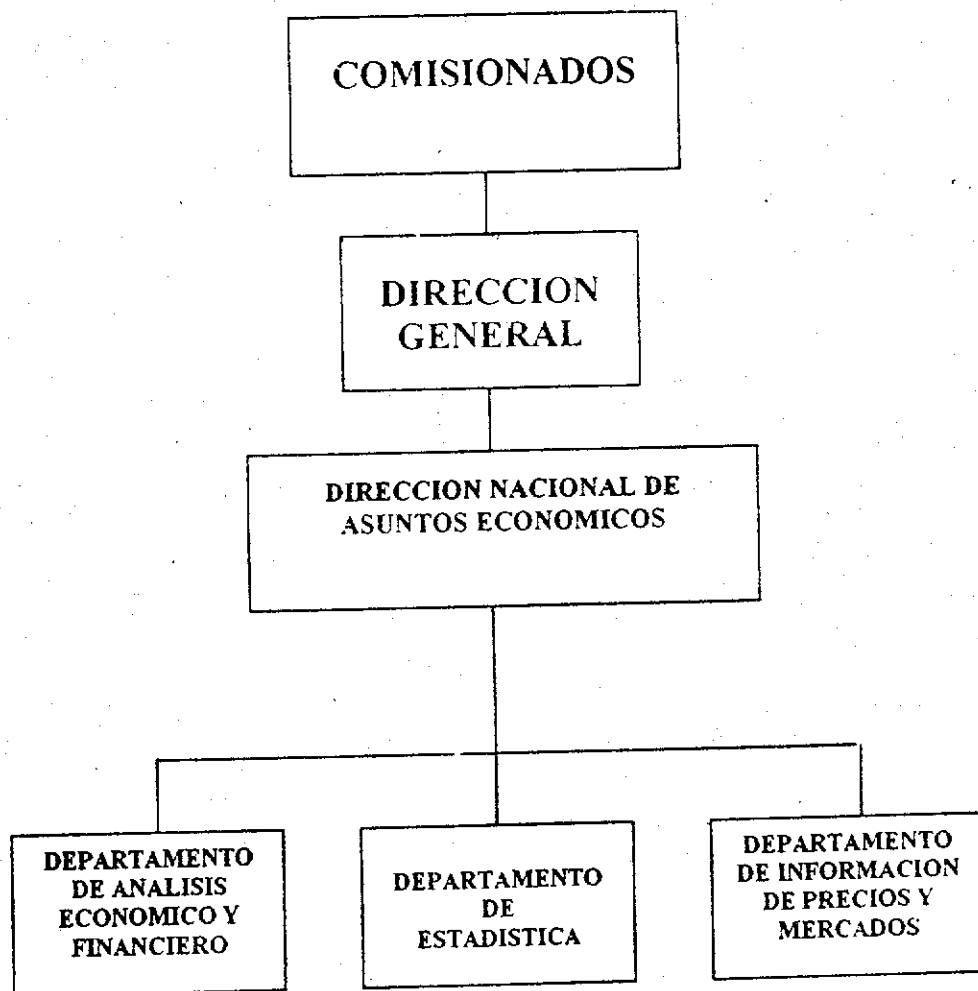 COMISIONADOS
DIRECCION
GENERAL
DIRECCION NACIONAL DE
ASUNTOS ECONOMICOS
DEPARTAMENTO
DE ANALISIS
ECONOMICO Y
FINANCIERO
DEPARTAMENTO
DE
ESTADISTICA
DEPARTAMENTO
DE INFORMACION
DE PRECIOS Y
MERCADOS